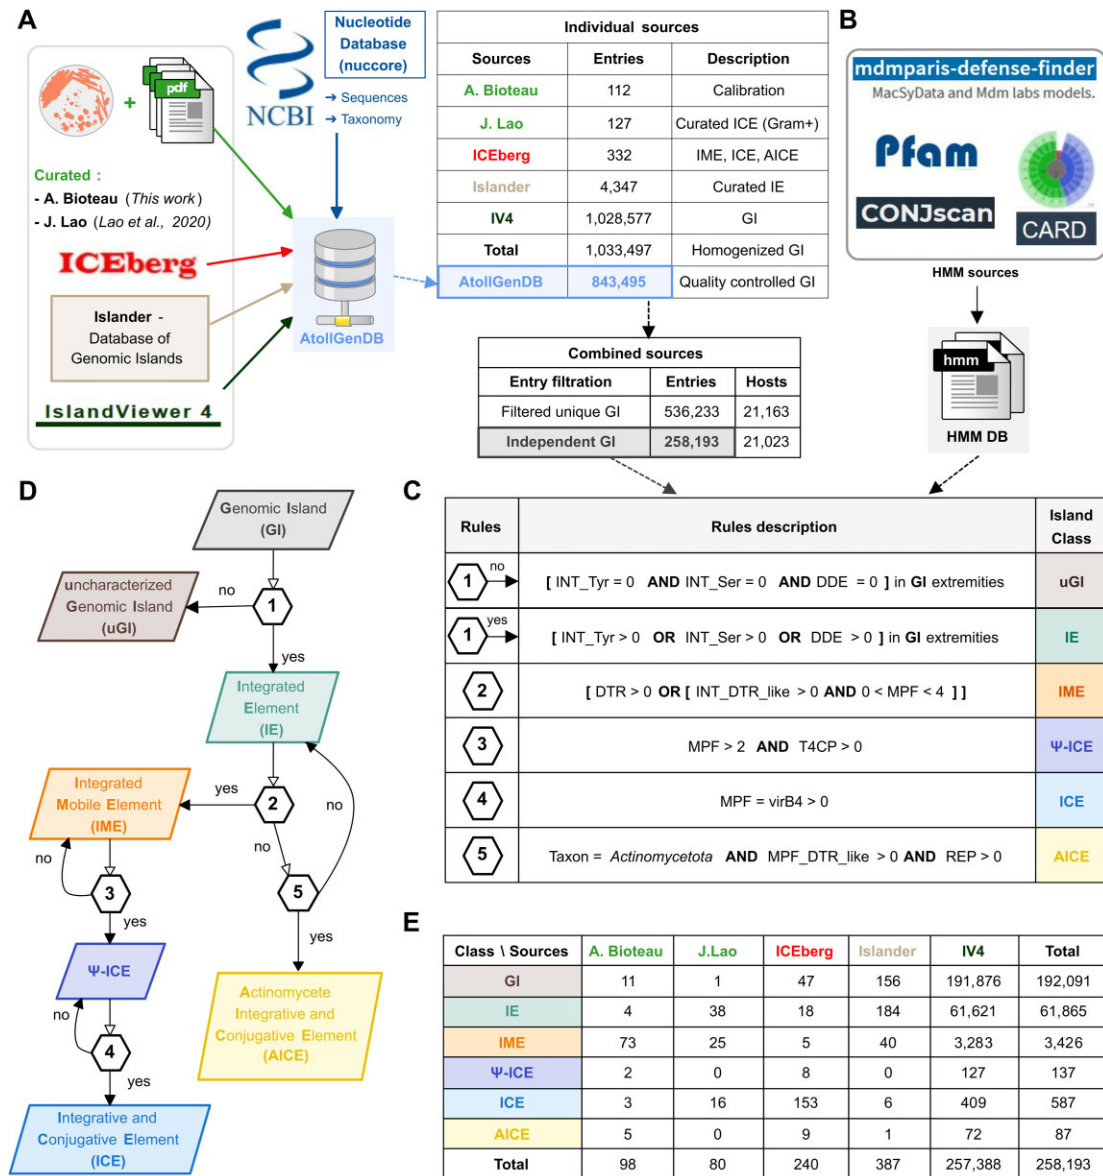 A
pdf
Curated :
- A. Bioteau (This work)
- J. Lao (Lao et al., 2020)
ICEberg
Islander -
Database of
Genomic Islands
IslandViewer 4
NCBI
Nucleotide
Database
(nuccore)
➔ Sequences
➔ Taxonomy
AtollGenDB
Individual sources
Sources Entries Description
A. Bioteau 112 Calibration
J. Lao 127 Curated ICE (Gram+)
ICEberg 332 IME, ICE, AICE
Islander 4,347 Curated IE
IV4 1,028,577 GI
Total 1,033,497 Homogenized GI
AtollGenDB 843,495 Quality controlled GI
Combined sources
Entry filtration Entries Hosts
Filtered unique GI 536,233 21,163
Independent GI 258,193 21,023
B
mdmparis-defense-finder
MacSyData and Mdm labs models.
Pfam
CONJscan
CARD
HMM sources
hmm
HMM DB
D
Genomic Island
(GI)
no
uncharacterized
Genomic Island
(uGI)
1
yes
Integrated
Element
(IE)
Integrated
Mobile Element
(IME)
yes
2
no
no
no
3
5
yes
yes
Ψ-ICE
no
4
Actinomycete
Integrative and
Conjugative Element
(AICE)
yes
Integrative and
Conjugative Element
(ICE)
C
Rules Rules description Island Class
1 no [ INT_Tyr = 0 AND INT_Ser = 0 AND DDE = 0 ] in GI extremities uGI
1 yes [ INT_Tyr > 0 OR INT_Ser > 0 OR DDE > 0 ] in GI extremities IE
2 [ DTR > 0 OR [ INT_DTR_like > 0 AND 0 < MPF < 4 ] ] IME
3 MPF > 2 AND T4CP > 0 Ψ-ICE
4 MPF = virB4 > 0 ICE
5 Taxon = Actinomycetota AND MPF_DTR_like > 0 AND REP > 0 AICE
E
Class \ Sources A. Bioteau J.Lao ICEberg Islander IV4 Total
GI 11 1 47 156 191,876 192,091
IE 4 38 18 184 61,621 61,865
IME 73 25 5 40 3,283 3,426
Ψ-ICE 2 0 8 0 127 137
ICE 3 16 153 6 409 587
AICE 5 0 9 1 72 87
Total 98 80 240 387 257,388 258,193